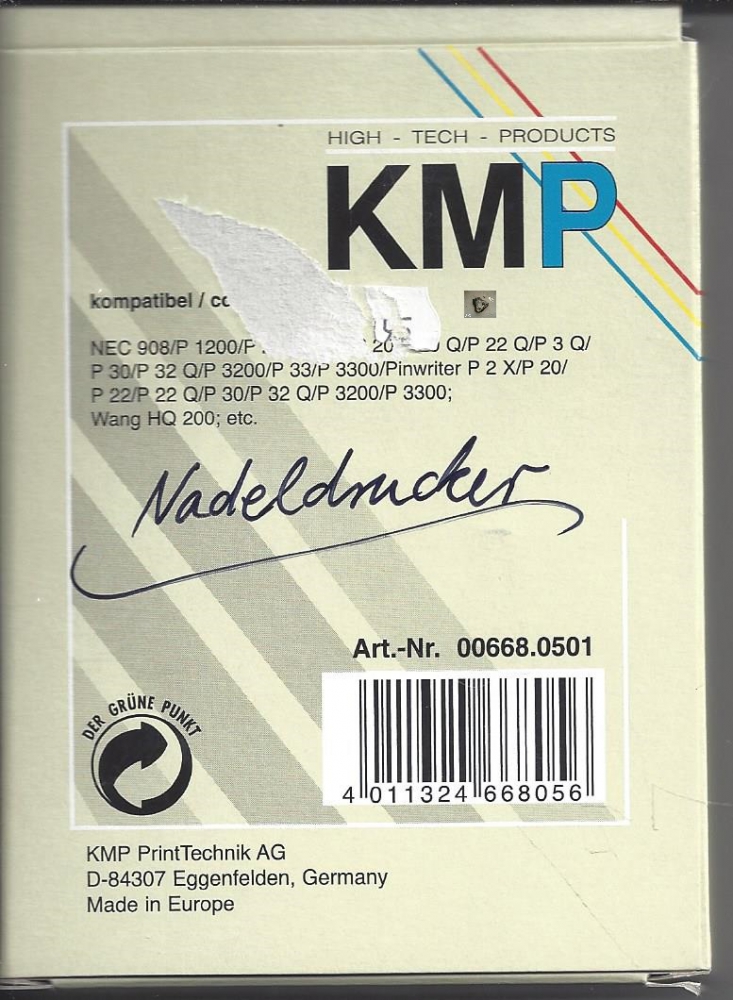 HIGH - TECH - PRODUCTS
KMP
kompatibel /
NEC 908/P 1200/P Q/P 22 Q/P 3 Q/
P 30/P 32 Q/P 3200/P 33/P 3300/Pinwriter P 2 X/P 20/
P 22/P 22 Q/P 30/P 32 Q/P 3200/P 3300;
Wang HQ 200; etc.
Nadeldrucker
Art.-Nr. 00668.0501
DER GRÜNE PUNKT
4 011324 668056
KMP PrintTechnik AG
D-84307 Eggenfelden, Germany
Made in Europe